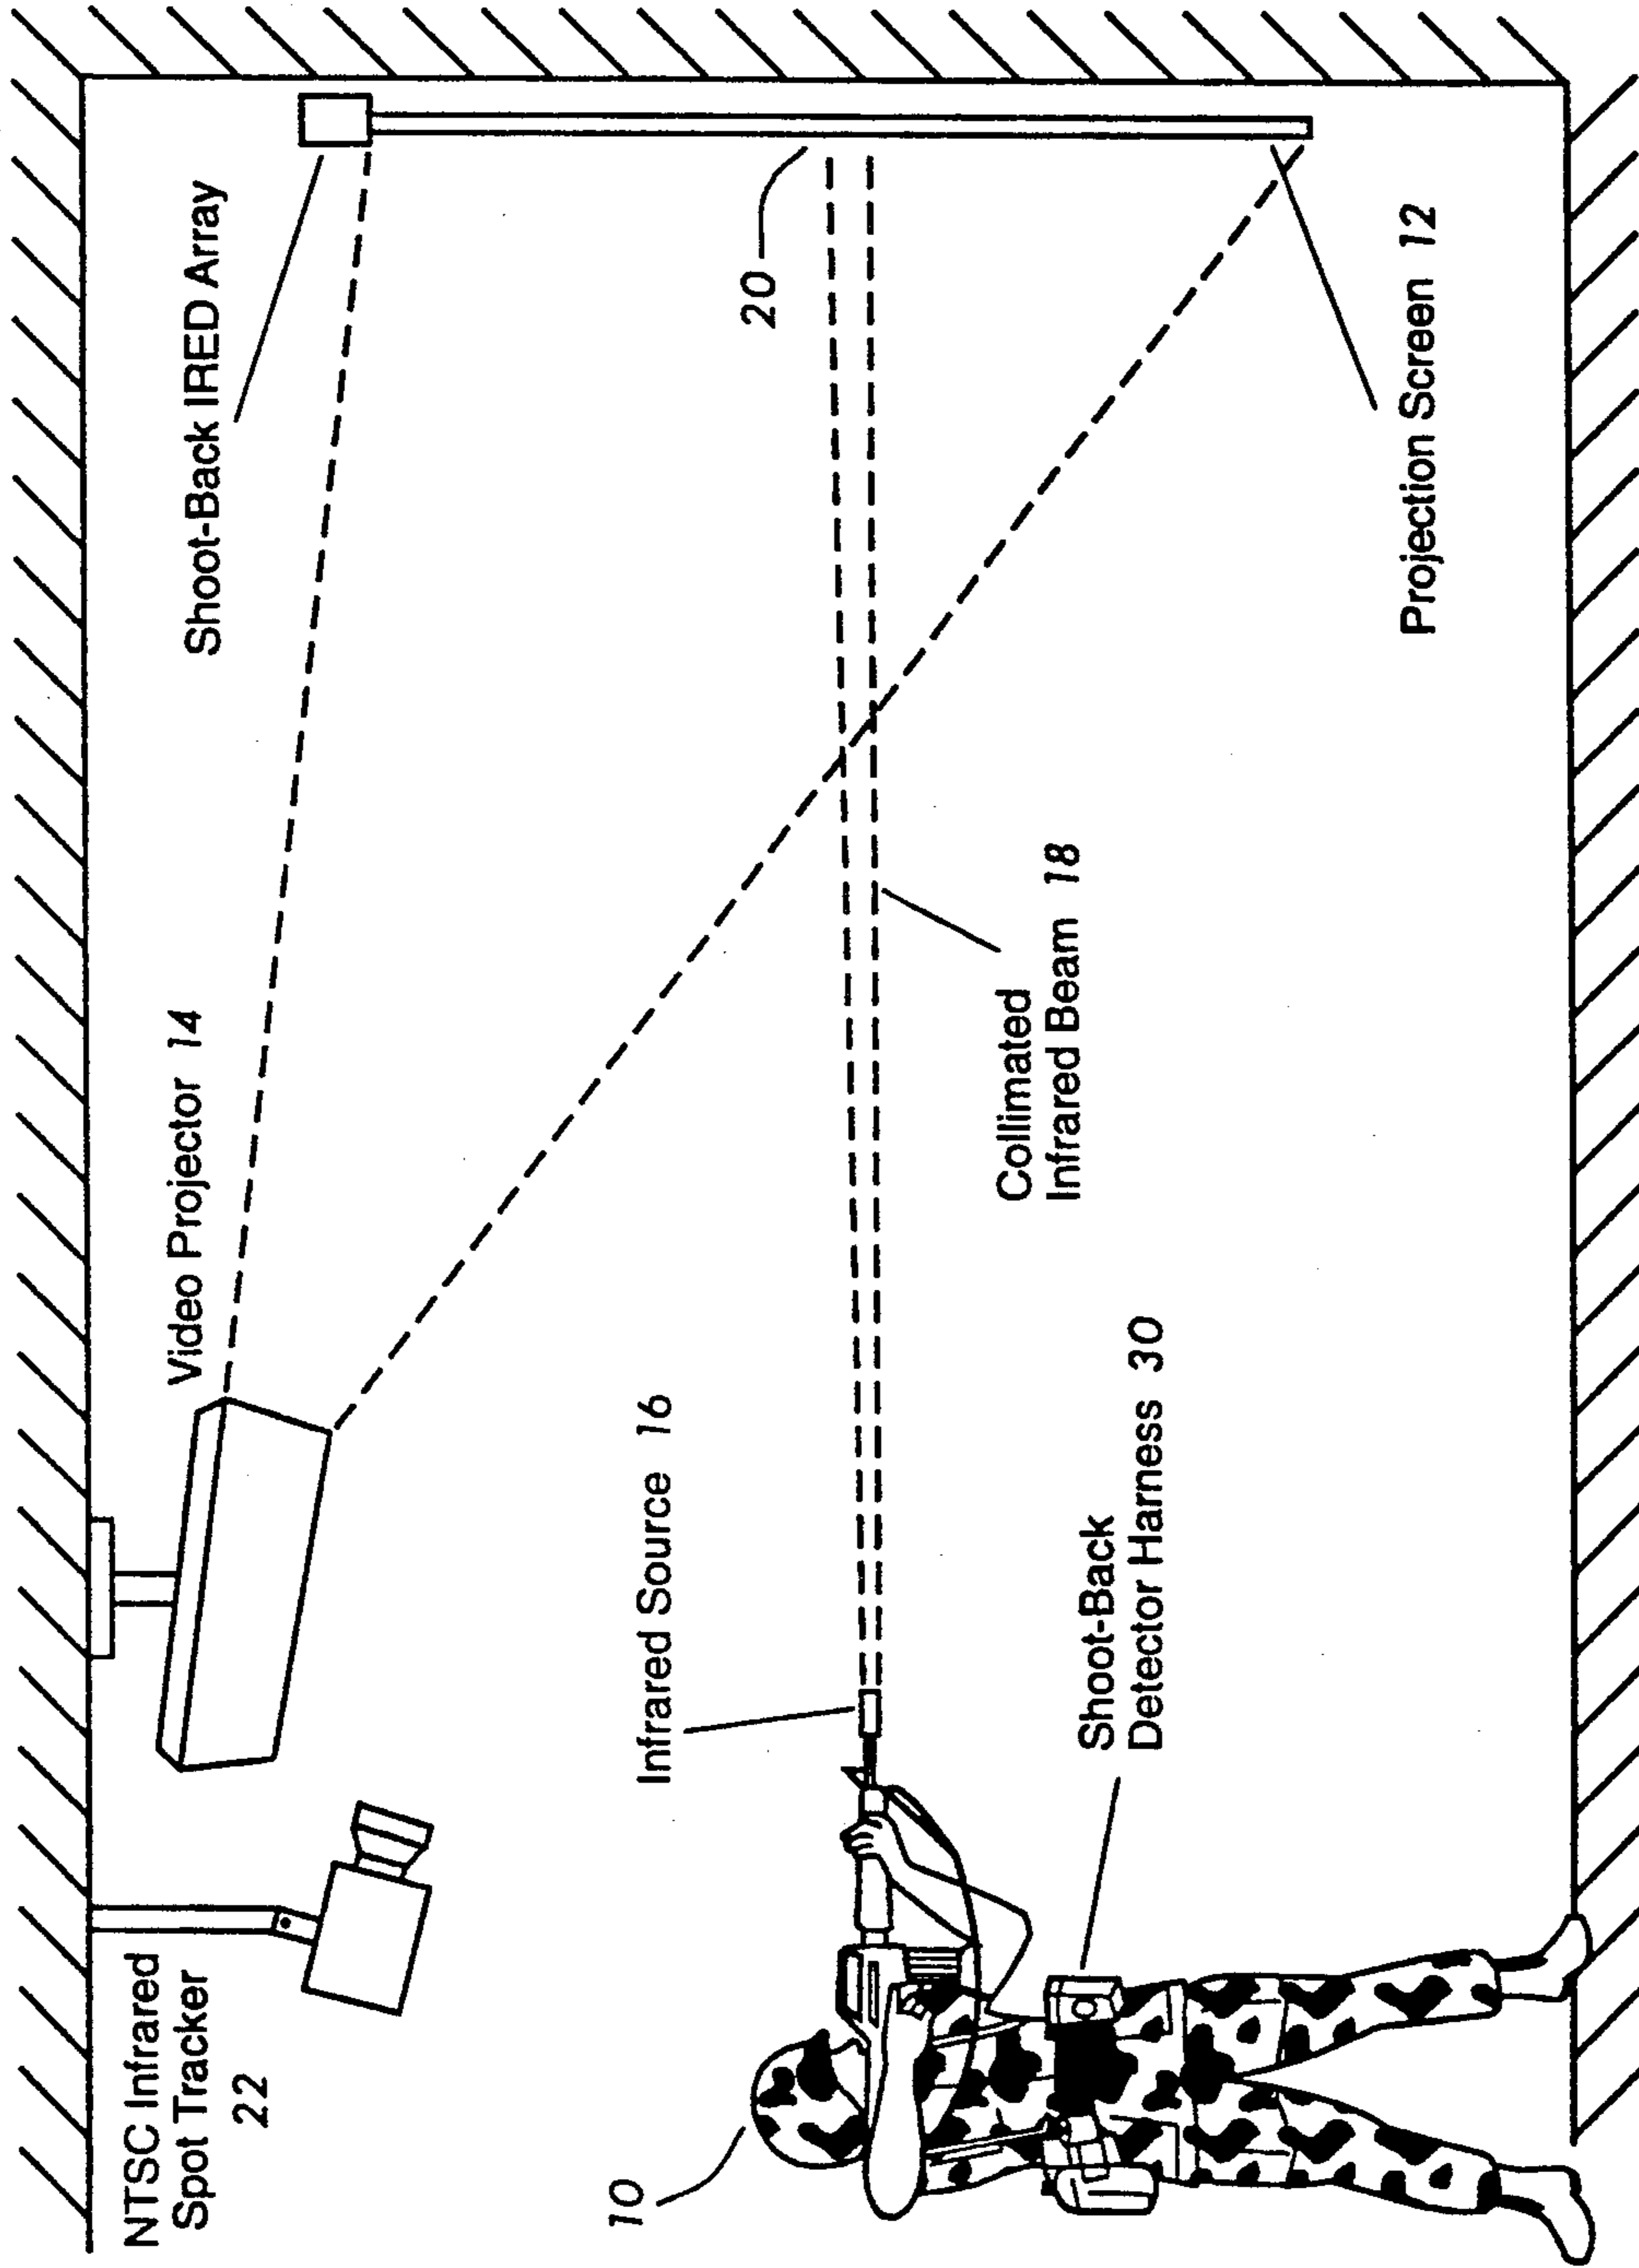 NTSC Infrared
Spot Tracker
22
Video Projector 14
Shoot-Back IRED Array
10
Infrared Source 16
20
Collimated
Infrared Beam 18
Shoot-Back
Detector Harness 30
Projection Screen 12